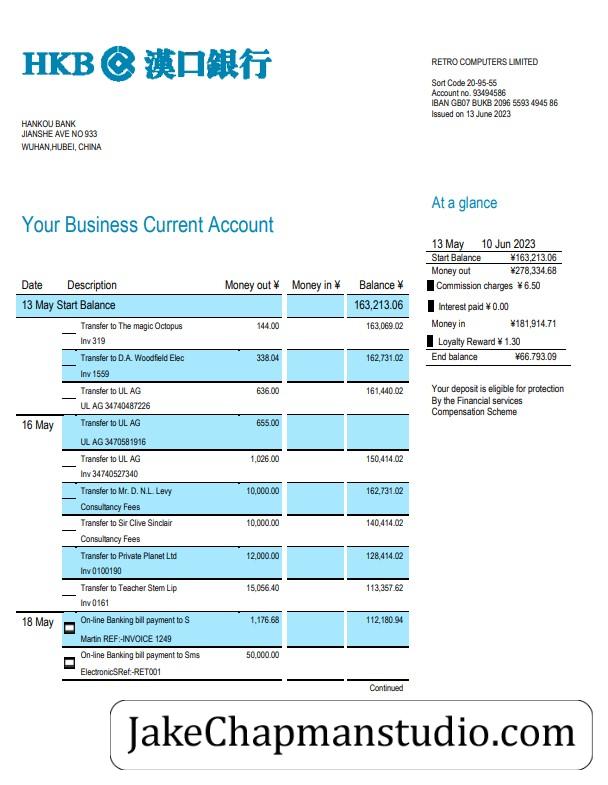 HKB 漢口銀行
RETRO COMPUTERS LIMITED
Sort Code 20-95-55
Account no. 93494586
IBAN GB07 BUKB 2096 5593 4945 86
Issued on 13 June 2023
HANKOU BANK
JIANSHE AVE NO 933
WUHAN,HUBEI, CHINA
At a glance
Your Business Current Account
13 May 10 Jun 2023
Start Balance ¥163,213.06
Money out ¥278,334.68
Commission charges ¥ 6.50
Interest paid ¥ 0.00
Money in ¥181,914.71
Loyalty Reward ¥ 1.30
End balance ¥66.793.09
Your deposit is eligible for protection
By the Financial services
Compensation Scheme
Date Description Money out ¥ Money in ¥ Balance ¥
13 May Start Balance 163,213.06
Transfer to The magic Octopus 144.00 163,069.02
Inv 319
Transfer to D.A. Woodfield Elec 338.04 162,731.02
Inv 1559
Transfer to UL AG 636.00 161,440.02
UL AG 34740487226
16 May 655.00
UL AG 3470581916
Transfer to UL AG 1,026.00 150,414.02
Inv 34740527340
Transfer to Mr. D. N.L. Levy 10,000.00 162,731.02
Consultancy Fees
Transfer to Sir Clive Sinclair 10,000.00 140,414.02
Consultancy Fees
Transfer to Private Planet Ltd 12,000.00 128,414.02
Inv 0100190
Transfer to Teacher Stem Lip 15,056.40 113,357.62
Inv 0161
18 May On-line Banking bill payment to S 1,176.68 112,180.94
Martin REF:-INVOICE 1249
On-line Banking bill payment to Sms 50,000.00
ElectronicSRef:-RET001
Continued
JakeChapmanstudio.com